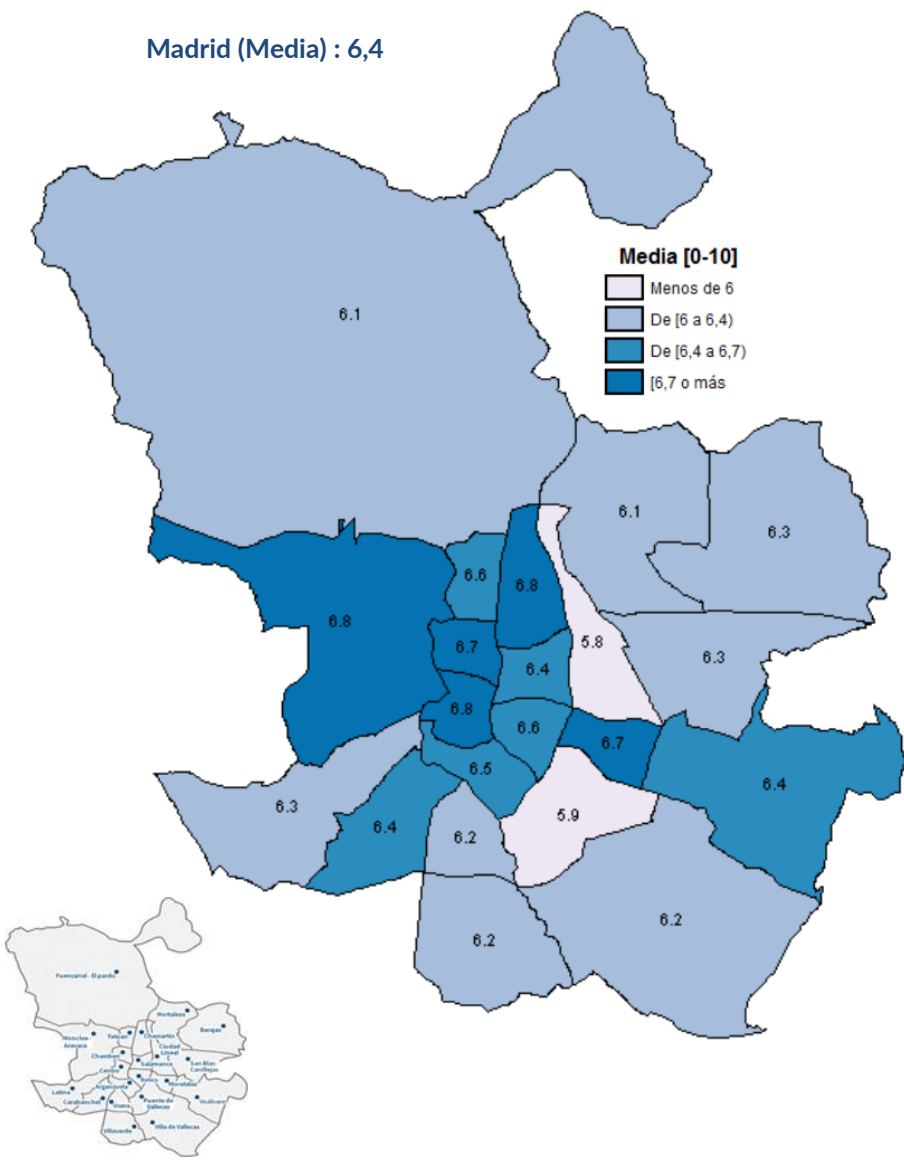 Madrid (Media) : 6,4
Media [0-10]
Menos de 6
De [6 a 6,4)
De [6,4 a 6,7)
[6,7 o más
6.1
6.1
6.3
6.6
6.8
6.8
5.8
6.7
6.4
6.3
6.8
6.6
6.7
6.5
6.4
6.3
6.4
5.9
6.2
6.2
6.2
Fuencarral - El pardo
Hortaleza
Barajas
Moncloa-
Aravaca
Tetuan
Chamartín
Ciudad
Lineal
Chamberí
Salamanca
San Blas-
Canillejas
Centro
Retiro
Moratalaz
Arganzuela
Latina
Carabanchel
Usera
Puente de
Vallecas
Vicálvaro
Villaverde
Villa de Vallecas